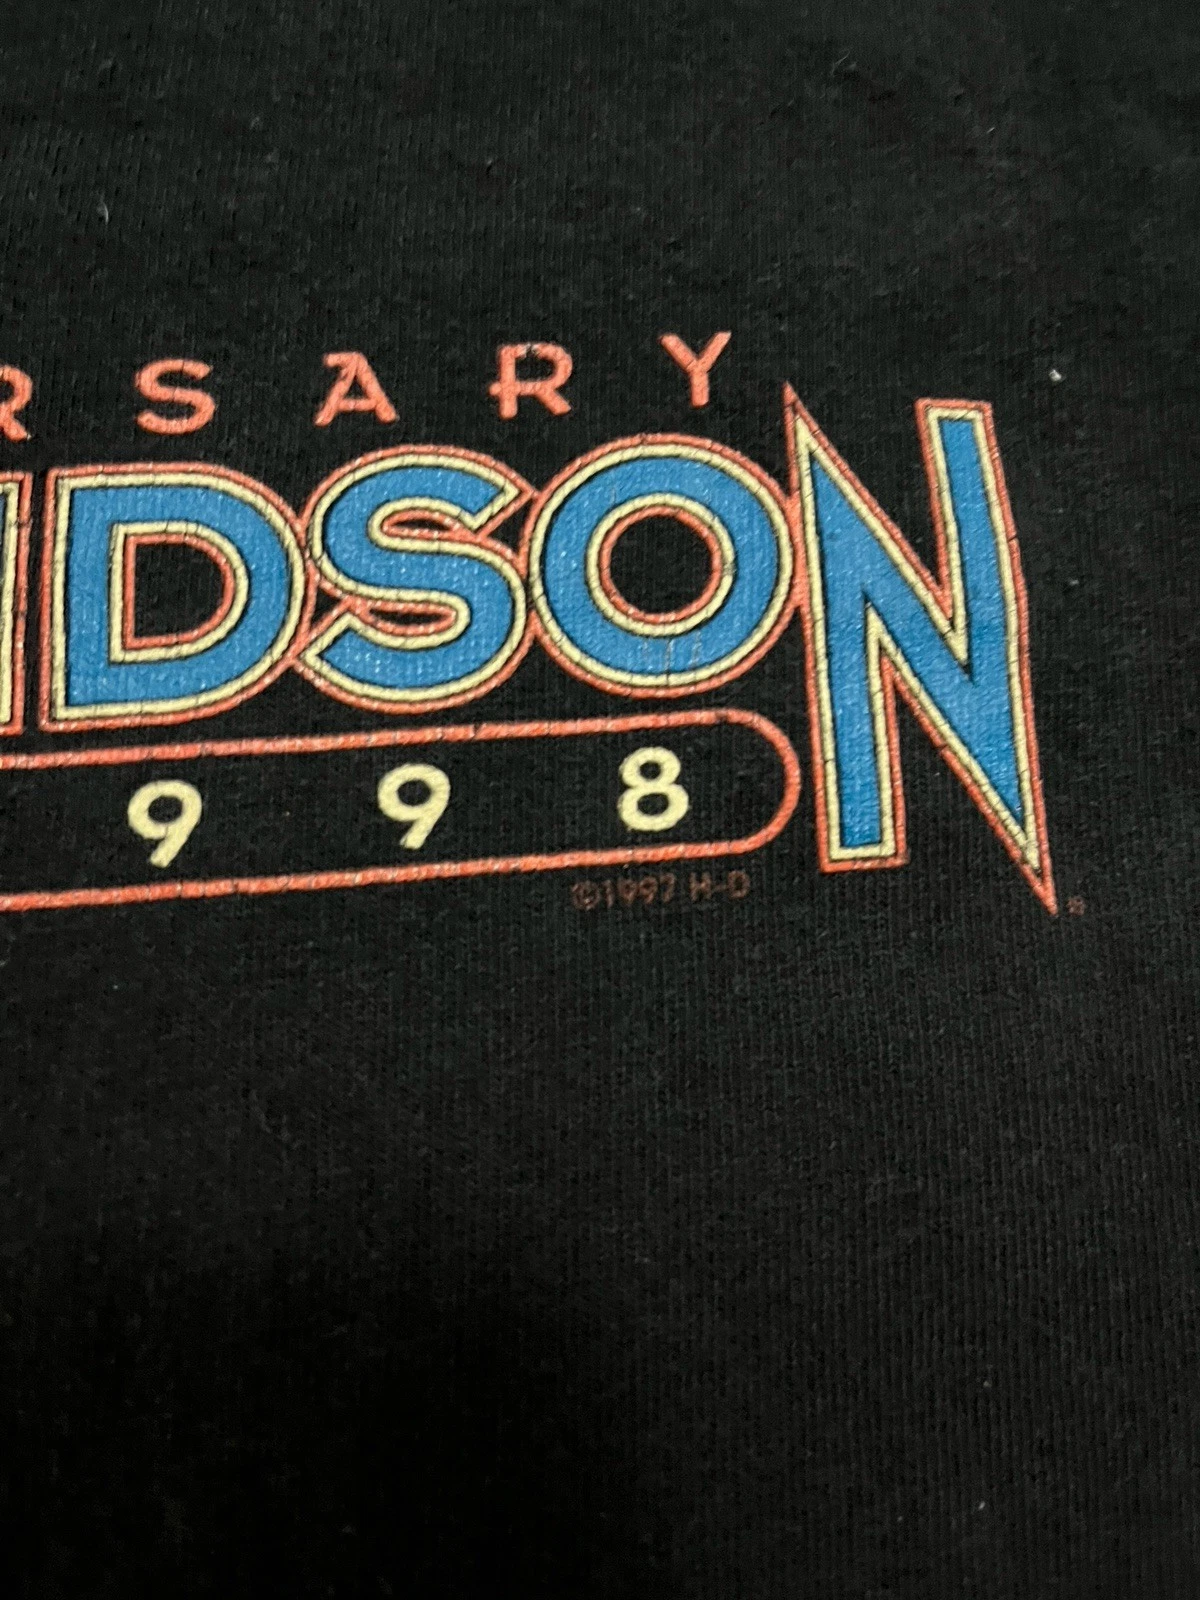 RSARY
IDSON
998
©1997 H-D
®